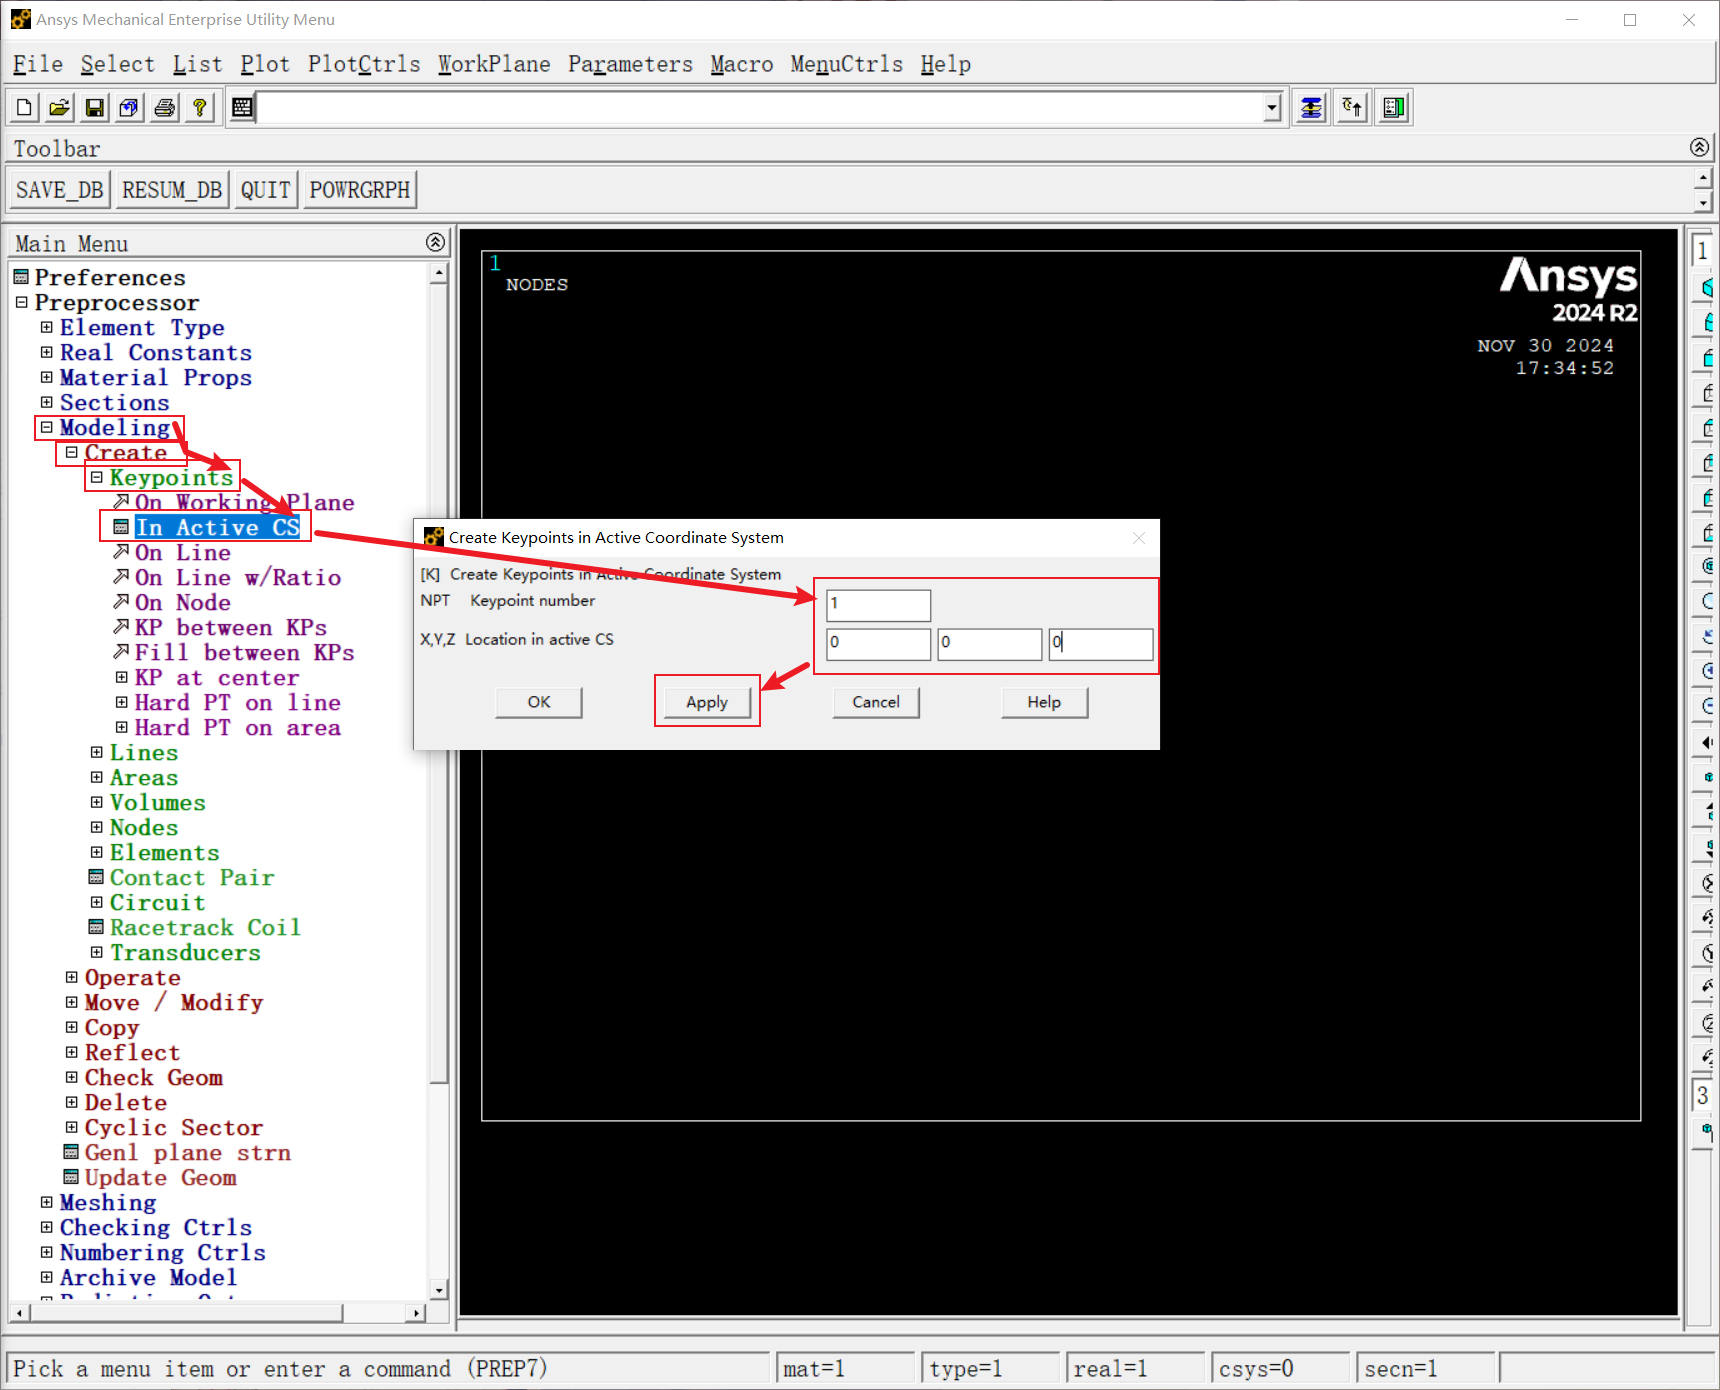 Ansys Mechanical Enterprise Utility Menu
File Select List Plot PlotCtrls WorkPlane Parameters Macro MenuCtrls Help
Toolbar
SAVE_DB RESUM_DB QUIT POWRGRPH
Main Menu
Preferences
Preprocessor
Element Type
Real Constants
Material Props
Sections
Modeling
Create
Keypoints
On Working Plane
In Active CS
On Line
On Line w/Ratio
On Node
KP between KPs
Fill between KPs
KP at center
Hard PT on line
Hard PT on area
Lines
Areas
Volumes
Nodes
Elements
Contact Pair
Circuit
Racetrack Coil
Transducers
Operate
Move / Modify
Copy
Reflect
Check Geom
Delete
Cyclic Sector
Genl plane strn
Update Geom
Meshing
Checking Ctrls
Numbering Ctrls
Archive Model
1
NODES
Ansys
2024 R2
NOV 30 2024
17:34:52
Create Keypoints in Active Coordinate System
[K] Create Keypoints in Active Coordinate System
NPT Keypoint number 1
X,Y,Z Location in active CS 0 0 0
OK Apply Cancel Help
1
3
Pick a menu item or enter a command (PREP7) mat=1 type=1 real=1 csys=0 secn=1